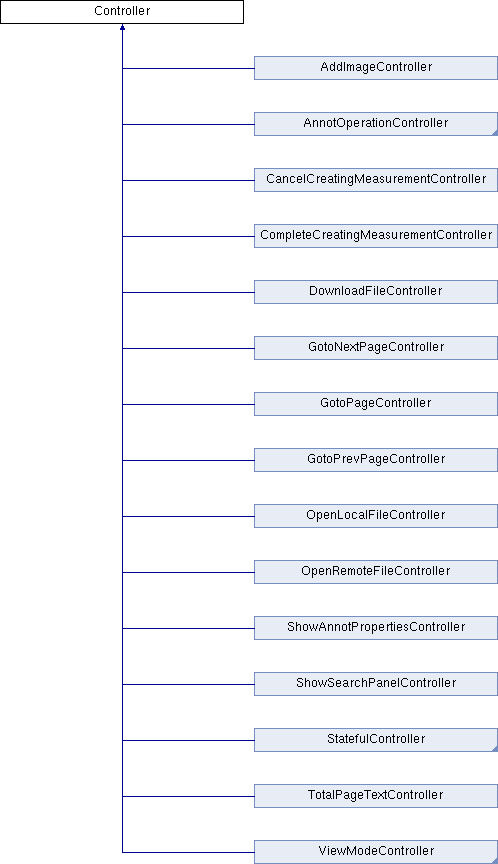 Controller
AddImageController
AnnotOperationController
CancelCreatingMeasurementController
CompleteCreatingMeasurementController
DownloadFileController
GotoNextPageController
GotoPageController
GotoPrevPageController
OpenLocalFileController
OpenRemoteFileController
ShowAnnotPropertiesController
ShowSearchPanelController
StatefulController
TotalPageTextController
ViewModeController